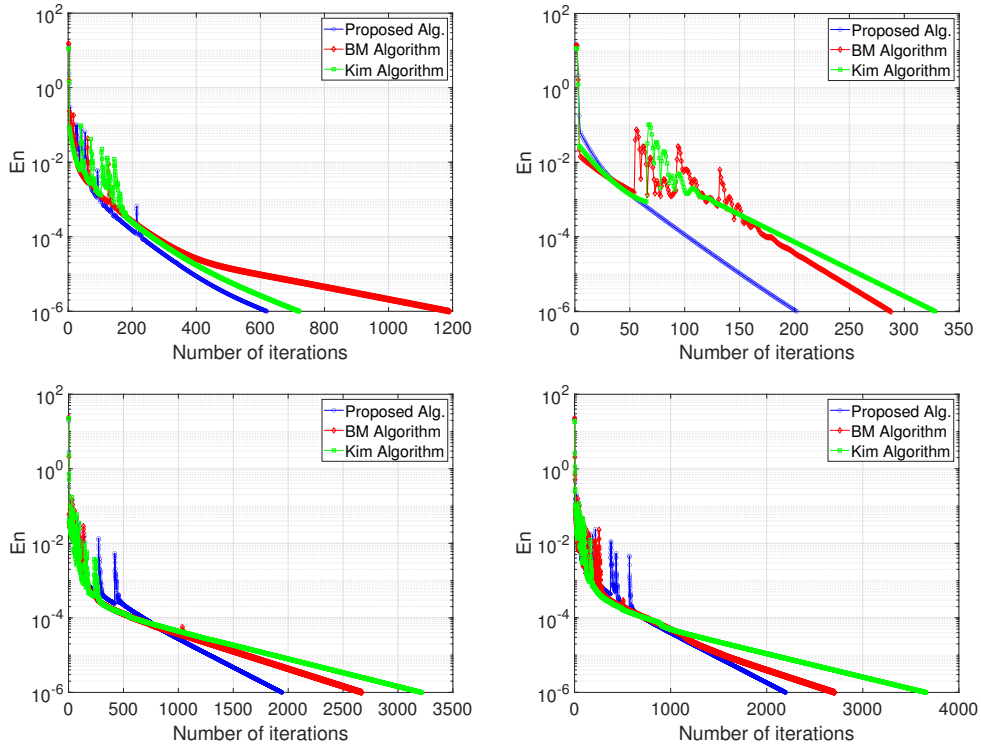 10^2
10^0
10^-2
10^-4
10^-6
En
0 200 400 600 800 1000 1200
Number of iterations
Proposed Alg.
BM Algorithm
Kim Algorithm
10^2
10^0
10^-2
10^-4
10^-6
En
0 50 100 150 200 250 300 350
Number of iterations
Proposed Alg.
BM Algorithm
Kim Algorithm
10^2
10^0
10^-2
10^-4
10^-6
En
0 500 1000 1500 2000 2500 3000 3500
Number of iterations
Proposed Alg.
BM Algorithm
Kim Algorithm
10^2
10^0
10^-2
10^-4
10^-6
En
0 1000 2000 3000 4000
Number of iterations
Proposed Alg.
BM Algorithm
Kim Algorithm